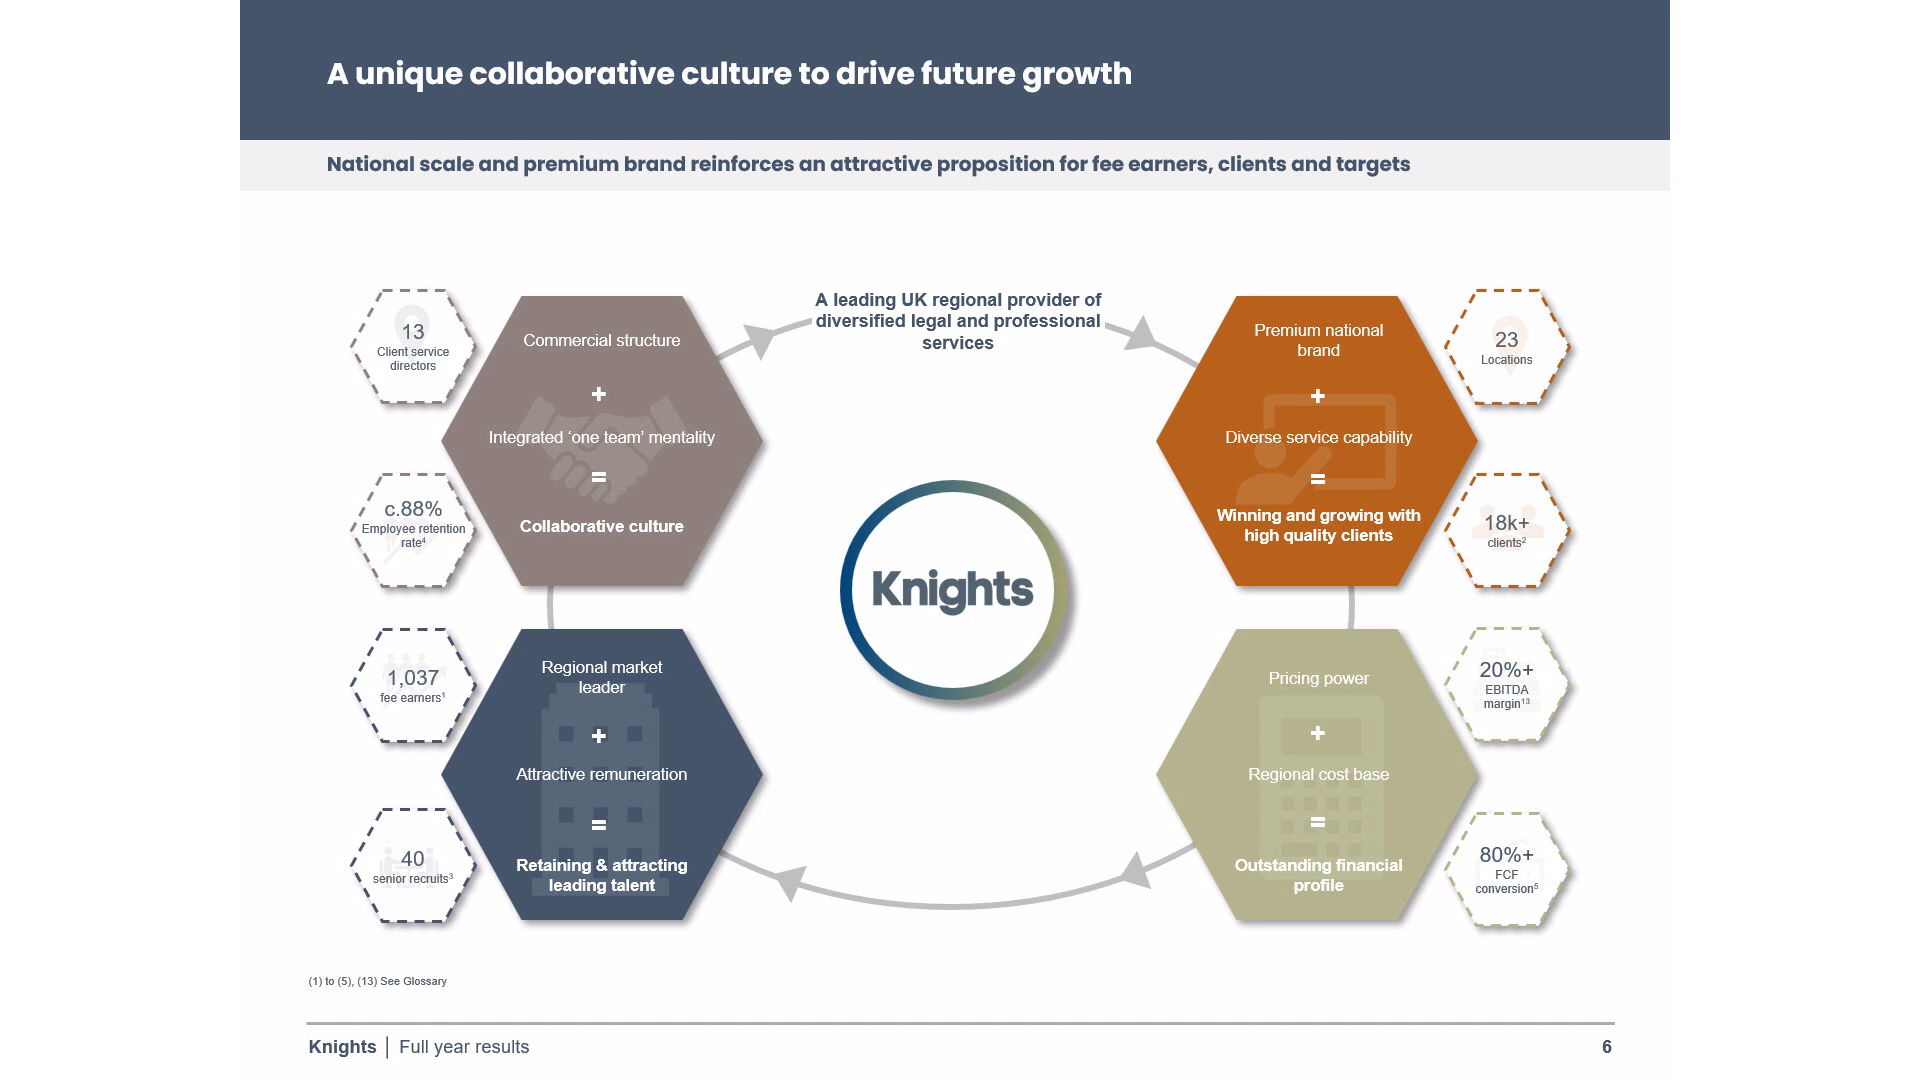 A unique collaborative culture to drive future growth
National scale and premium brand reinforces an attractive proposition for fee earners, clients and targets
A leading UK regional provider of
diversified legal and professional
services
13
Client service
directors
c.88%
Employee retention
rate⁴
Commercial structure
+
Integrated ‘one team’ mentality
=
Collaborative culture
Premium national
brand
+
Diverse service capability
=
Winning and growing with
high quality clients
23
Locations
18k+
clients²
Knights
1,037
fee earners¹
40
senior recruits³
Regional market
leader
+
Attractive remuneration
=
Retaining & attracting
leading talent
Pricing power
+
Regional cost base
=
Outstanding financial
profile
20%+
EBITDA
margin¹³
80%+
FCF
conversion⁵
(1) to (5), (13) See Glossary
Knights | Full year results
6